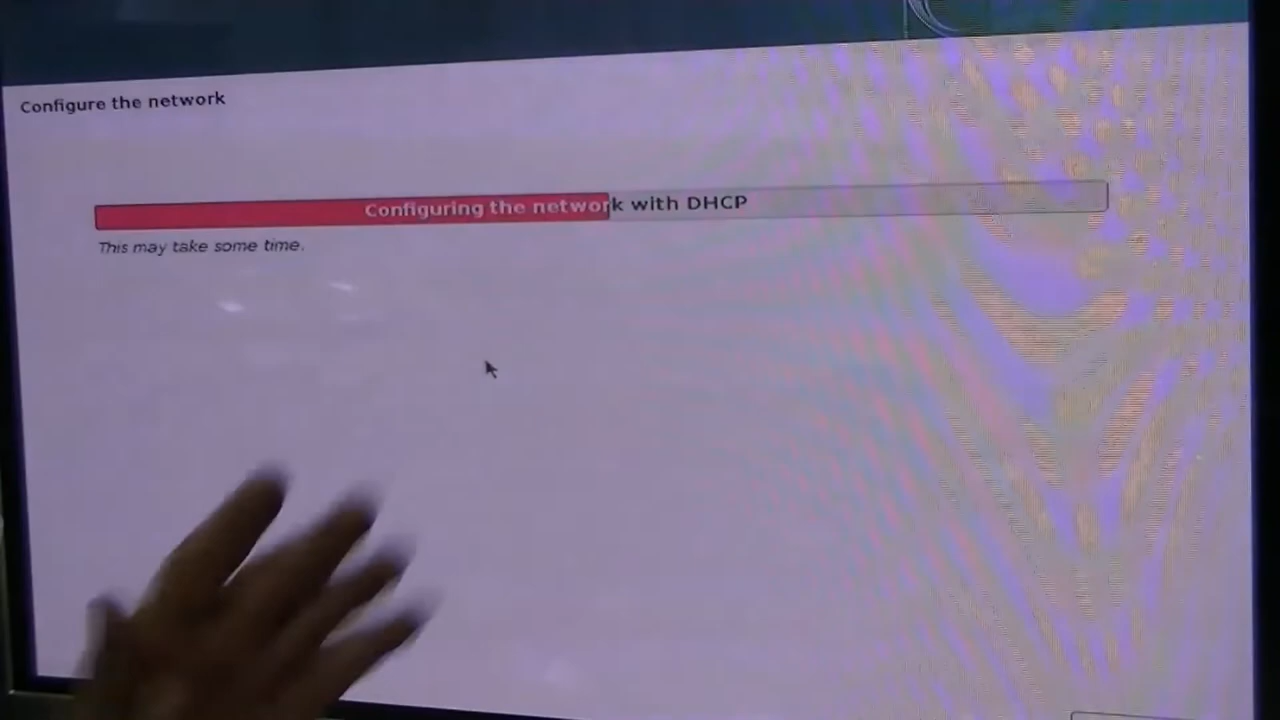 Configure the network
Configuring the network with DHCP
This may take some time.